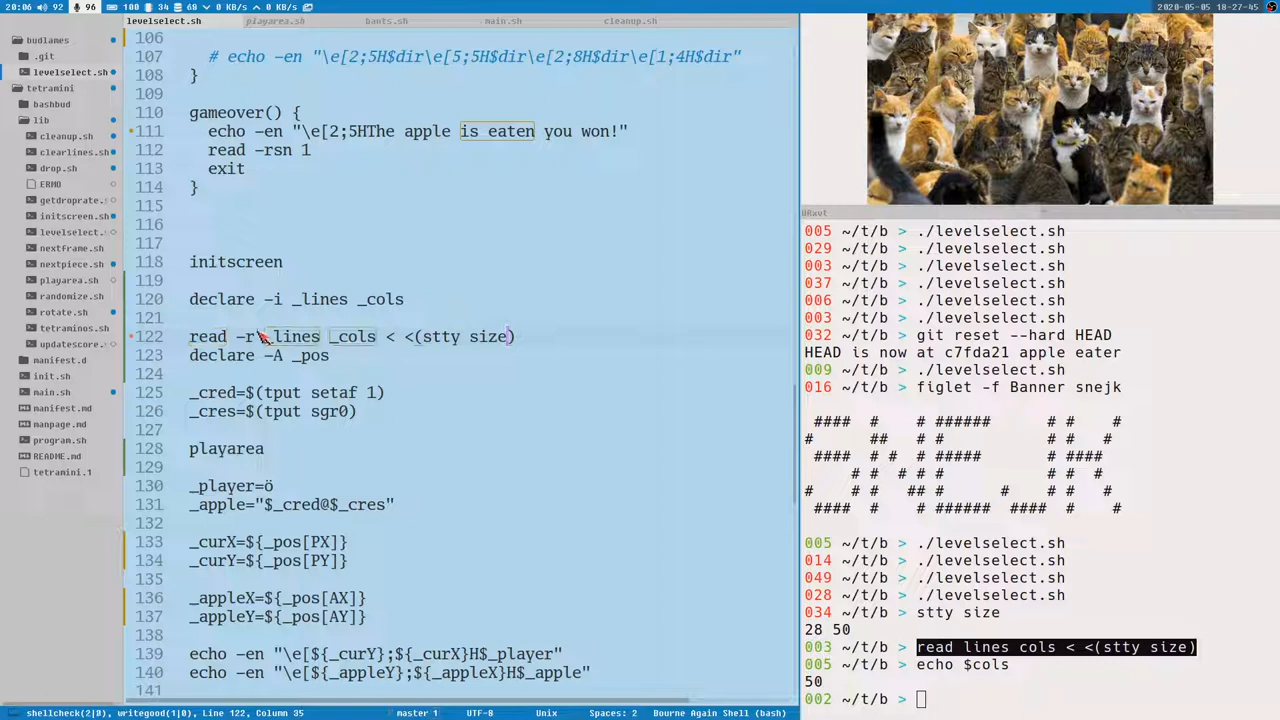 20:06 92 96 100 34 68 0 KB/s 0 KB/s
2020-05-05 18-27-45
levelselect.sh playarea.sh bants.sh main.sh cleanup.sh
budlames
.git
levelselect.sh
tetramini
bashbud
lib
cleanup.sh
clearlines.sh
drop.sh
ERMO
getdroprate.s
initscreen.sh
levelselect.s
nextframe.sh
nextpiece.sh
playarea.sh
randomize.sh
rotate.sh
tetraminos.sh
updatescore.s
manifest.d
init.sh
main.sh
manifest.md
manpage.md
program.sh
README.md
tetramini.1
106
107 # echo -en "\e[2;5H$dir\e[5;5H$dir\e[2;8H$dir\e[1;4H$dir"
108 }
109
110 gameover() {
111 echo -en "\e[2;5HThe apple is eaten you won!"
112 read -rsn 1
113 exit
114 }
115
116
117
118 initscreen
119
120 declare -i _lines _cols
121
122 read -r _lines _cols < <(stty size)
123 declare -A _pos
124
125 _cred=$(tput setaf 1)
126 _cres=$(tput sgr0)
127
128 playarea
129
130 _player=ö
131 _apple="$_cred@$_cres"
132
133 _curX=${_pos[PX]}
134 _curY=${_pos[PY]}
135
136 _appleX=${_pos[AX]}
137 _appleY=${_pos[AY]}
138
139 echo -en "\e[${_curY};${_curX}H$_player"
140 echo -en "\e[${_appleY};${_appleX}H$_apple"
141
shellcheck(2|0), writegood(1|0), Line 122, Column 35 master 1 UTF-8 Unix Spaces: 2 Bourne Again Shell (bash)
URxvt
005 ~/t/b > ./levelselect.sh
029 ~/t/b > ./levelselect.sh
003 ~/t/b > ./levelselect.sh
037 ~/t/b > ./levelselect.sh
006 ~/t/b > ./levelselect.sh
003 ~/t/b > ./levelselect.sh
032 ~/t/b > git reset --hard HEAD
HEAD is now at c7fda21 apple eater
009 ~/t/b > ./levelselect.sh
016 ~/t/b > figlet -f Banner snejk
SNEJK
005 ~/t/b > ./levelselect.sh
014 ~/t/b > ./levelselect.sh
049 ~/t/b > ./levelselect.sh
028 ~/t/b > ./levelselect.sh
034 ~/t/b > stty size
28 50
003 ~/t/b > read lines cols < <(stty size)
005 ~/t/b > echo $cols
50
002 ~/t/b >